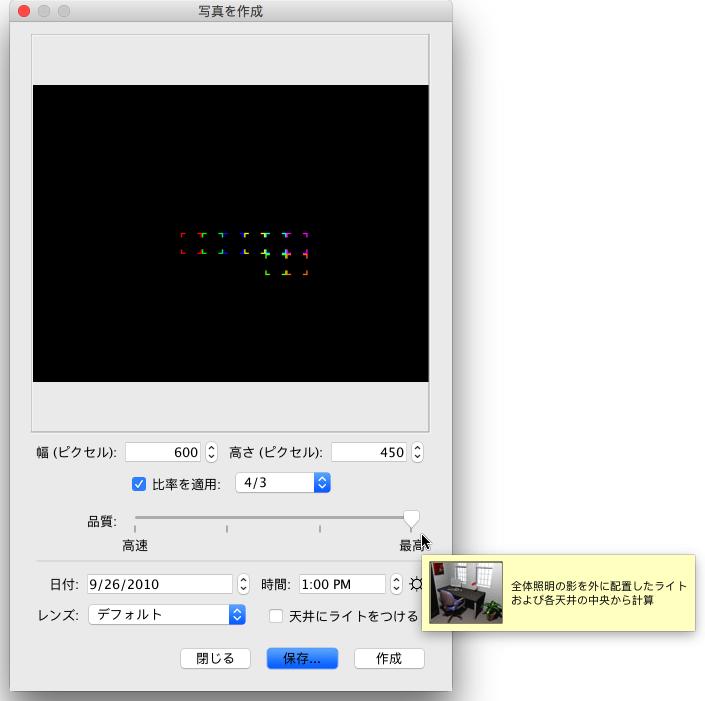 写真を作成
幅 (ピクセル): 600 高さ (ピクセル): 450
比率を適用: 4/3
品質:
高速 最高
日付: 9/26/2010 時間: 1:00 PM
レンズ: デフォルト 天井にライトをつける
全体照明の影を外に配置したライト
および各天井の中央から計算
閉じる 保存... 作成